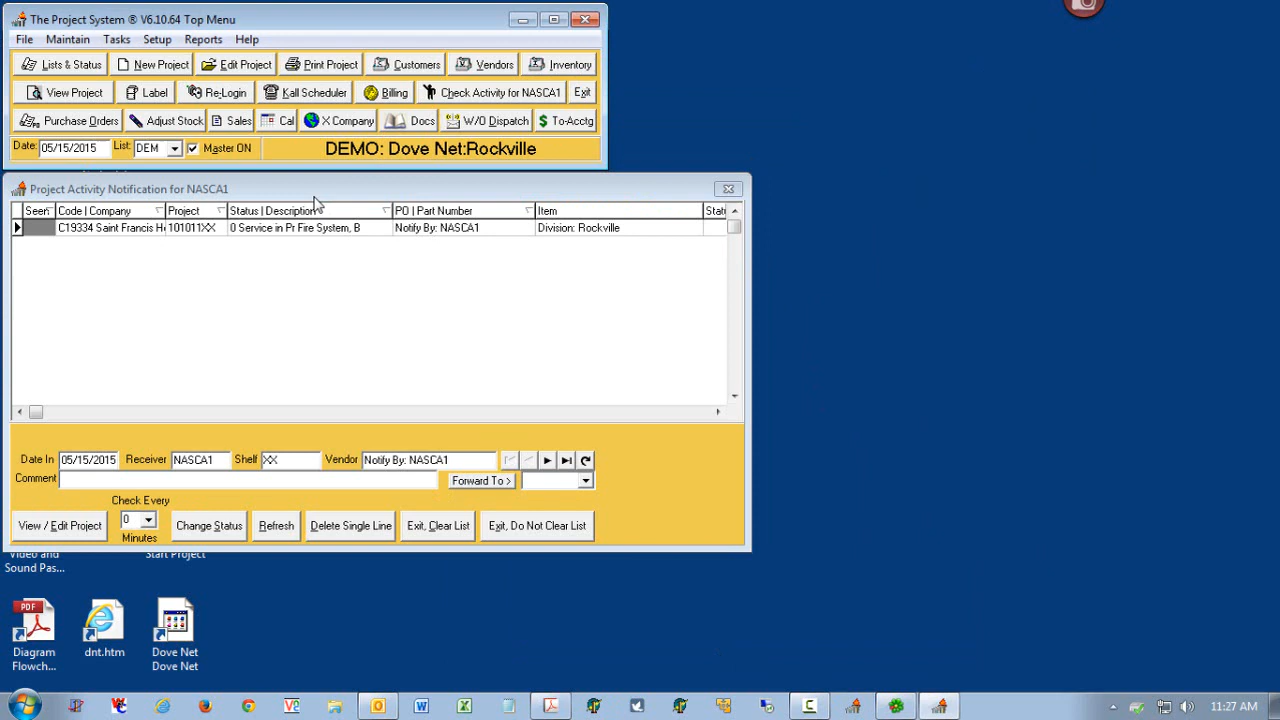 The Project System ® V6.10.64 Top Menu
File Maintain Tasks Setup Reports Help
Lists & Status New Project Edit Project Print Project Customers Vendors Inventory
View Project Label Re-Login Kall Scheduler Billing Check Activity for NASCA1 Exit
Purchase Orders Adjust Stock Sales Cal X Company Docs W/O Dispatch $ To-Acctg
Date: 05/15/2015 List: DEM Master ON DEMO: Dove Net:Rockville
Project Activity Notification for NASCA1
Seen Code | Company Project Status | Description PO | Part Number Item Statu
C19334 Saint Francis He 101011XX 0 Service in Pr Fire System, B Notify By: NASCA1 Division: Rockville
Date In 05/15/2015 Receiver NASCA1 Shelf XX Vendor Notify By: NASCA1
Comment Forward To >
Check Every
View / Edit Project 0 Change Status Refresh Delete Single Line Exit, Clear List Exit, Do Not Clear List
Minutes
Video and Sound Pas...
Start Project
Diagram Flowch...
dnt.htm
Dove Net Dove Net
11:27 AM